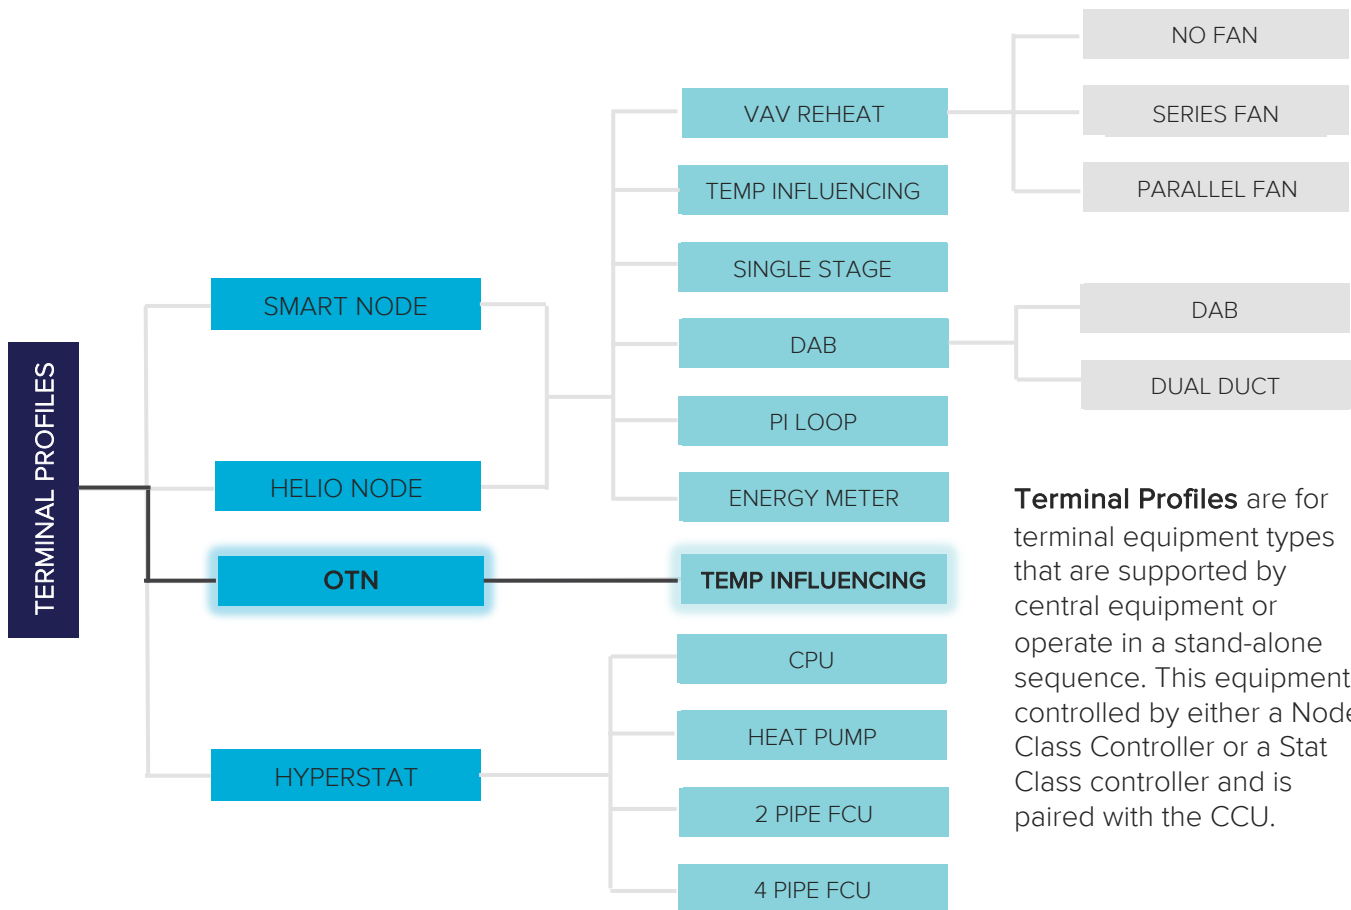 TERMINAL PROFILES
SMART NODE
HELIO NODE
OTN
HYPERSTAT
VAV REHEAT
TEMP INFLUENCING
SINGLE STAGE
DAB
PI LOOP
ENERGY METER
TEMP INFLUENCING
CPU
HEAT PUMP
2 PIPE FCU
4 PIPE FCU
NO FAN
SERIES FAN
PARALLEL FAN
DAB
DUAL DUCT
Terminal Profiles are for
terminal equipment types
that are supported by
central equipment or
operate in a stand-alone
sequence. This equipment
controlled by either a Node
Class Controller or a Stat
Class controller and is
paired with the CCU.